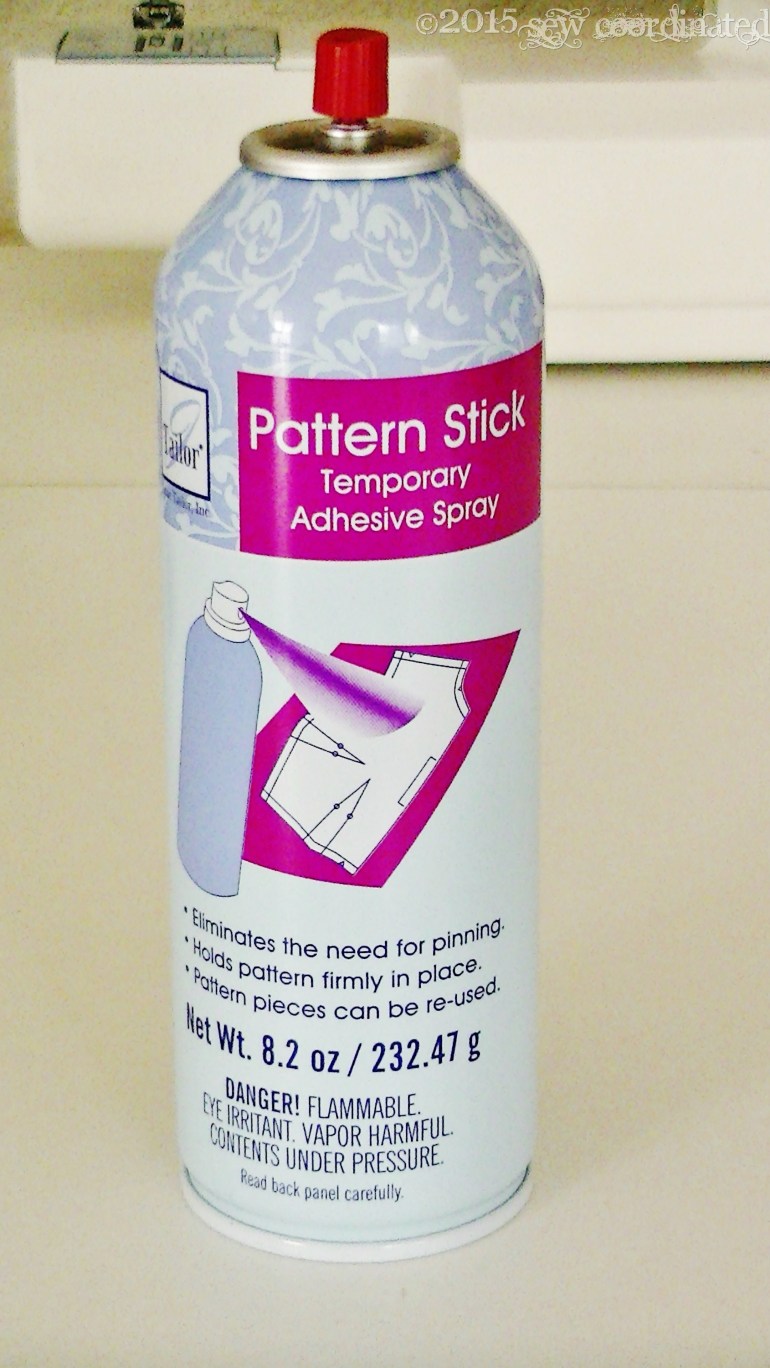 ©2015 sew coordinated
Tailor®
Tailor, Inc.
Pattern Stick
Temporary
Adhesive Spray
• Eliminates the need for pinning.
• Holds pattern firmly in place.
• Pattern pieces can be re-used.
Net Wt. 8.2 oz / 232.47 g
DANGER! FLAMMABLE.
EYE IRRITANT. VAPOR HARMFUL.
CONTENTS UNDER PRESSURE.
Read back panel carefully.